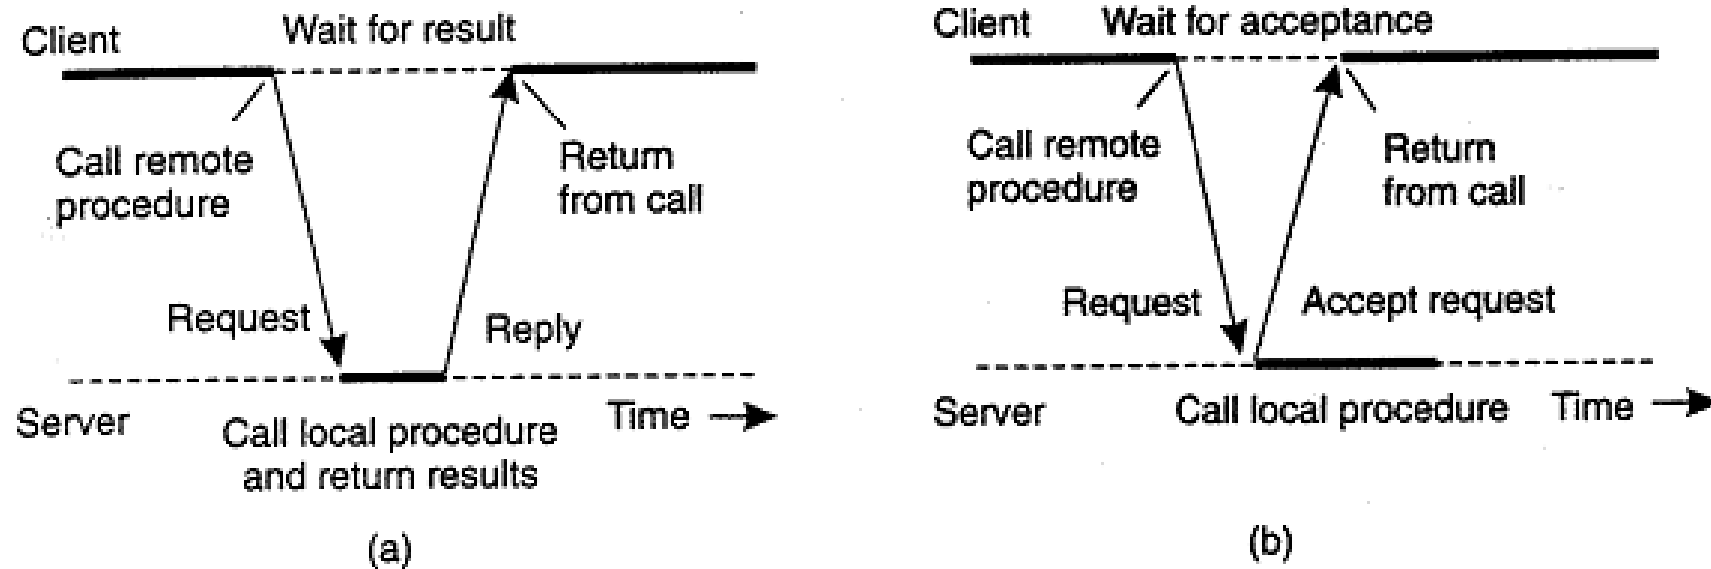 Client
Wait for result
Call remote
procedure
Return
from call
Request
Reply
Server
Call local procedure
and return results
Time
(a)
Client
Wait for acceptance
Call remote
procedure
Return
from call
Request
Accept request
Server
Call local procedure
Time
(b)